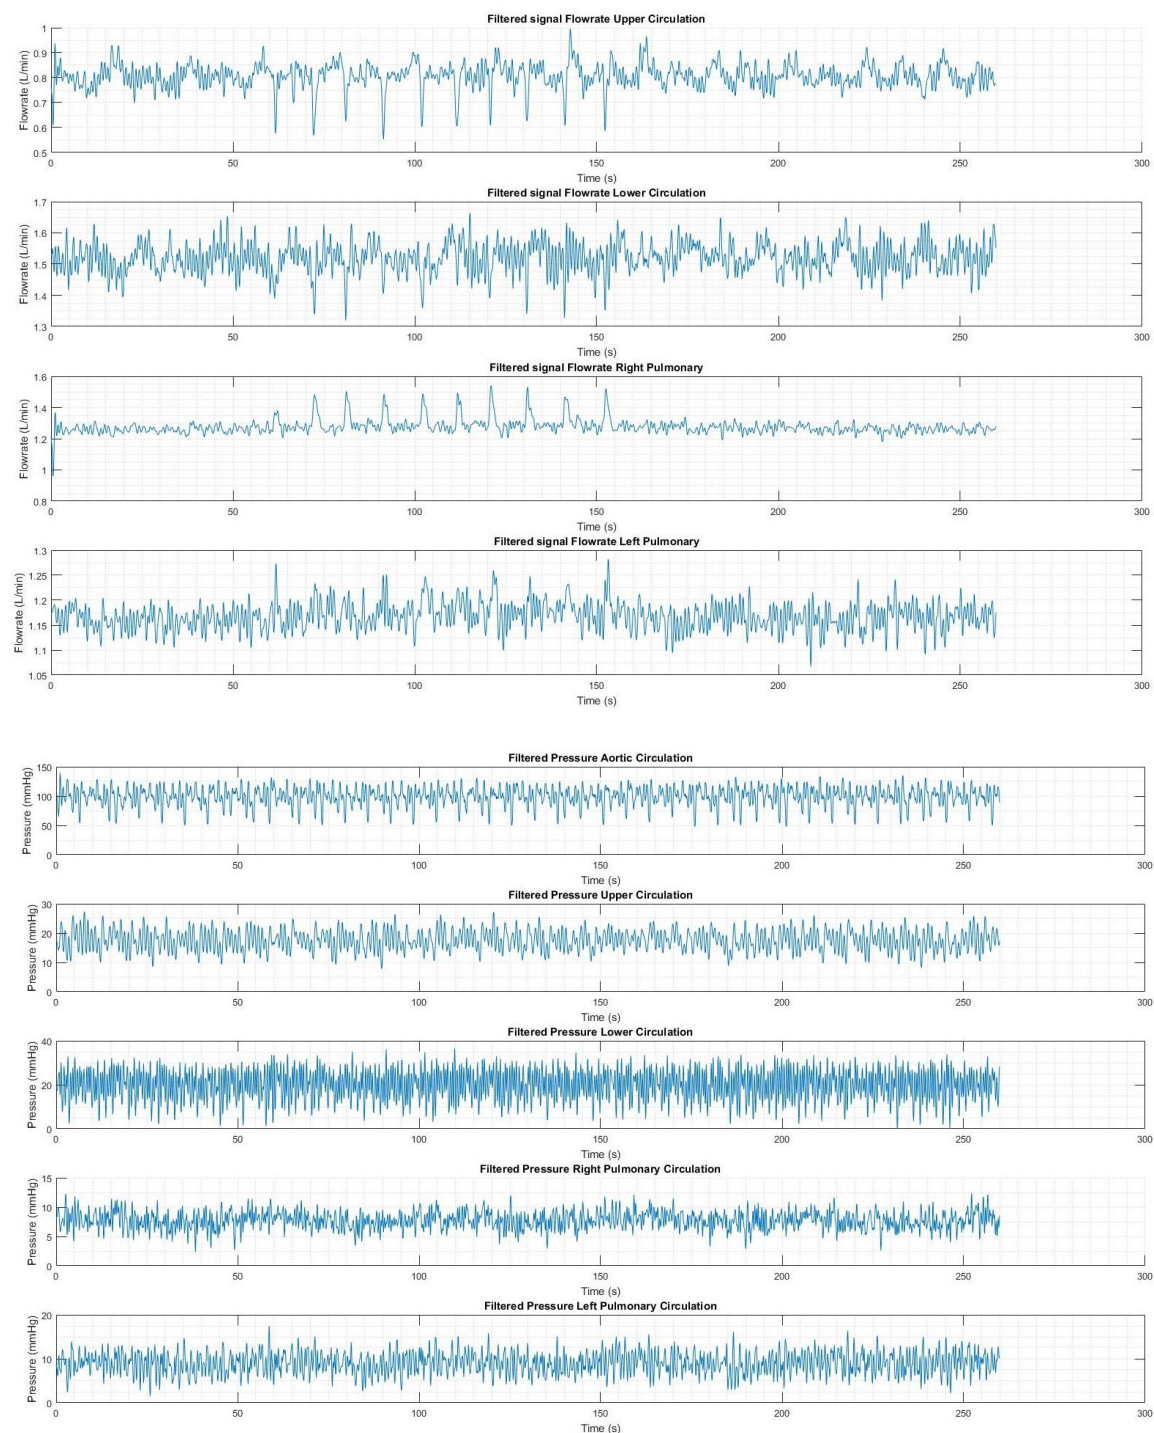 Filtered signal Flowrate Upper Circulation
Flowrate (L/min)
1
0.9
0.8
0.7
0.6
0.5
0 50 100 150 200 250 300
Time (s)
Filtered signal Flowrate Lower Circulation
Flowrate (L/min)
1.7
1.6
1.5
1.4
1.3
0 50 100 150 200 250 300
Time (s)
Filtered signal Flowrate Right Pulmonary
Flowrate (L/min)
1.6
1.4
1.2
1
0.8
0 50 100 150 200 250 300
Time (s)
Filtered signal Flowrate Left Pulmonary
Flowrate (L/min)
1.3
1.25
1.2
1.15
1.1
1.05
0 50 100 150 200 250 300
Time (s)
Filtered Pressure Aortic Circulation
Pressure (mmHg)
150
100
50
0
0 50 100 150 200 250 300
Time (s)
Filtered Pressure Upper Circulation
Pressure (mmHg)
30
20
10
0
0 50 100 150 200 250 300
Time (s)
Filtered Pressure Lower Circulation
Pressure (mmHg)
40
20
0
0 50 100 150 200 250 300
Time (s)
Filtered Pressure Right Pulmonary Circulation
Pressure (mmHg)
15
10
5
0
0 50 100 150 200 250 300
Time (s)
Filtered Pressure Left Pulmonary Circulation
Pressure (mmHg)
20
10
0
0 50 100 150 200 250 300
Time (s)